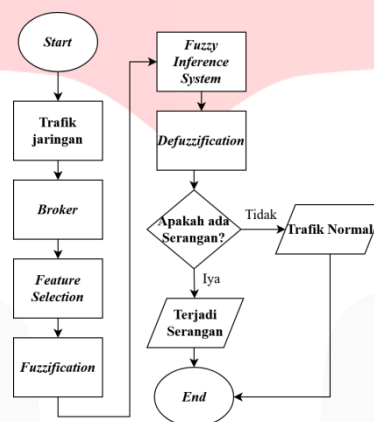 Start
Trafik
jaringan
Broker
Feature
Selection
Fuzzification
Fuzzy
Inference
System
Defuzzification
Apakah ada
Serangan?
Tidak
Trafik Normal
Iya
Terjadi
Serangan
End